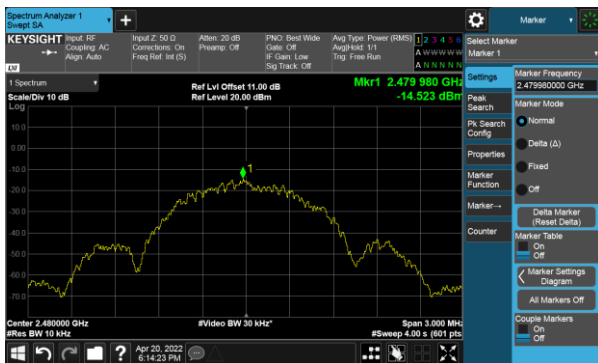 Spectrum Analyzer 1
Swept SA
Marker
KEYSIGHT
Input: RF
Coupling: AC
Align: Auto
Input Z: 50 Ω
Corrections: On
Freq Ref: Int (S)
Atten: 20 dB
Preamp: Off
PNO: Best Wide
Gate: Off
IF Gain: Low
Sig Track: Off
Avg Type: Power (RMS)
Avg|Hold: 1/1
Trig: Free Run
1 2 3 4 5 6
A W W W W W
A N N N N N
LXI
Select Marker
Marker 1
1 Spectrum
Scale/Div 10 dB
Log
Ref Lvl Offset 11.00 dB
Ref Level 20.00 dBm
Mkr1 2.479 980 GHz
-14.523 dBm
10.0
0.00
-10.0
-20.0
-30.0
-40.0
-50.0
-60.0
-70.0
1
Center 2.480000 GHz
#Res BW 10 kHz
#Video BW 30 kHz*
Span 3.000 MHz
#Sweep 4.00 s (601 pts)
Settings
Peak Search
Pk Search Config
Properties
Marker Function
Marker→
Counter
Marker Frequency
2.479980000 GHz
Marker Mode
Normal
Delta (Δ)
Fixed
Off
Delta Marker
(Reset Delta)
Marker Table
On
Off
Marker Settings
Diagram
All Markers Off
Couple Markers
On
Off
?
Apr 20, 2022
6:14:23 PM